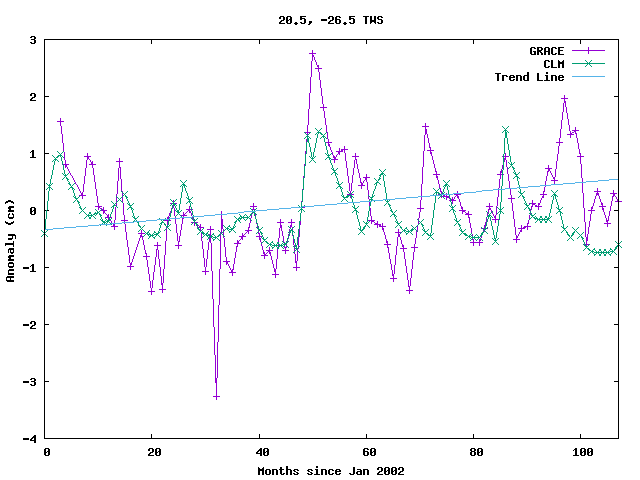 20.5, -26.5 TWS
GRACE
CLM
Trend Line
3
2
1
0
-1
-2
-3
-4
Anomaly (cm)
0 20 40 60 80 100
Months since Jan 2002